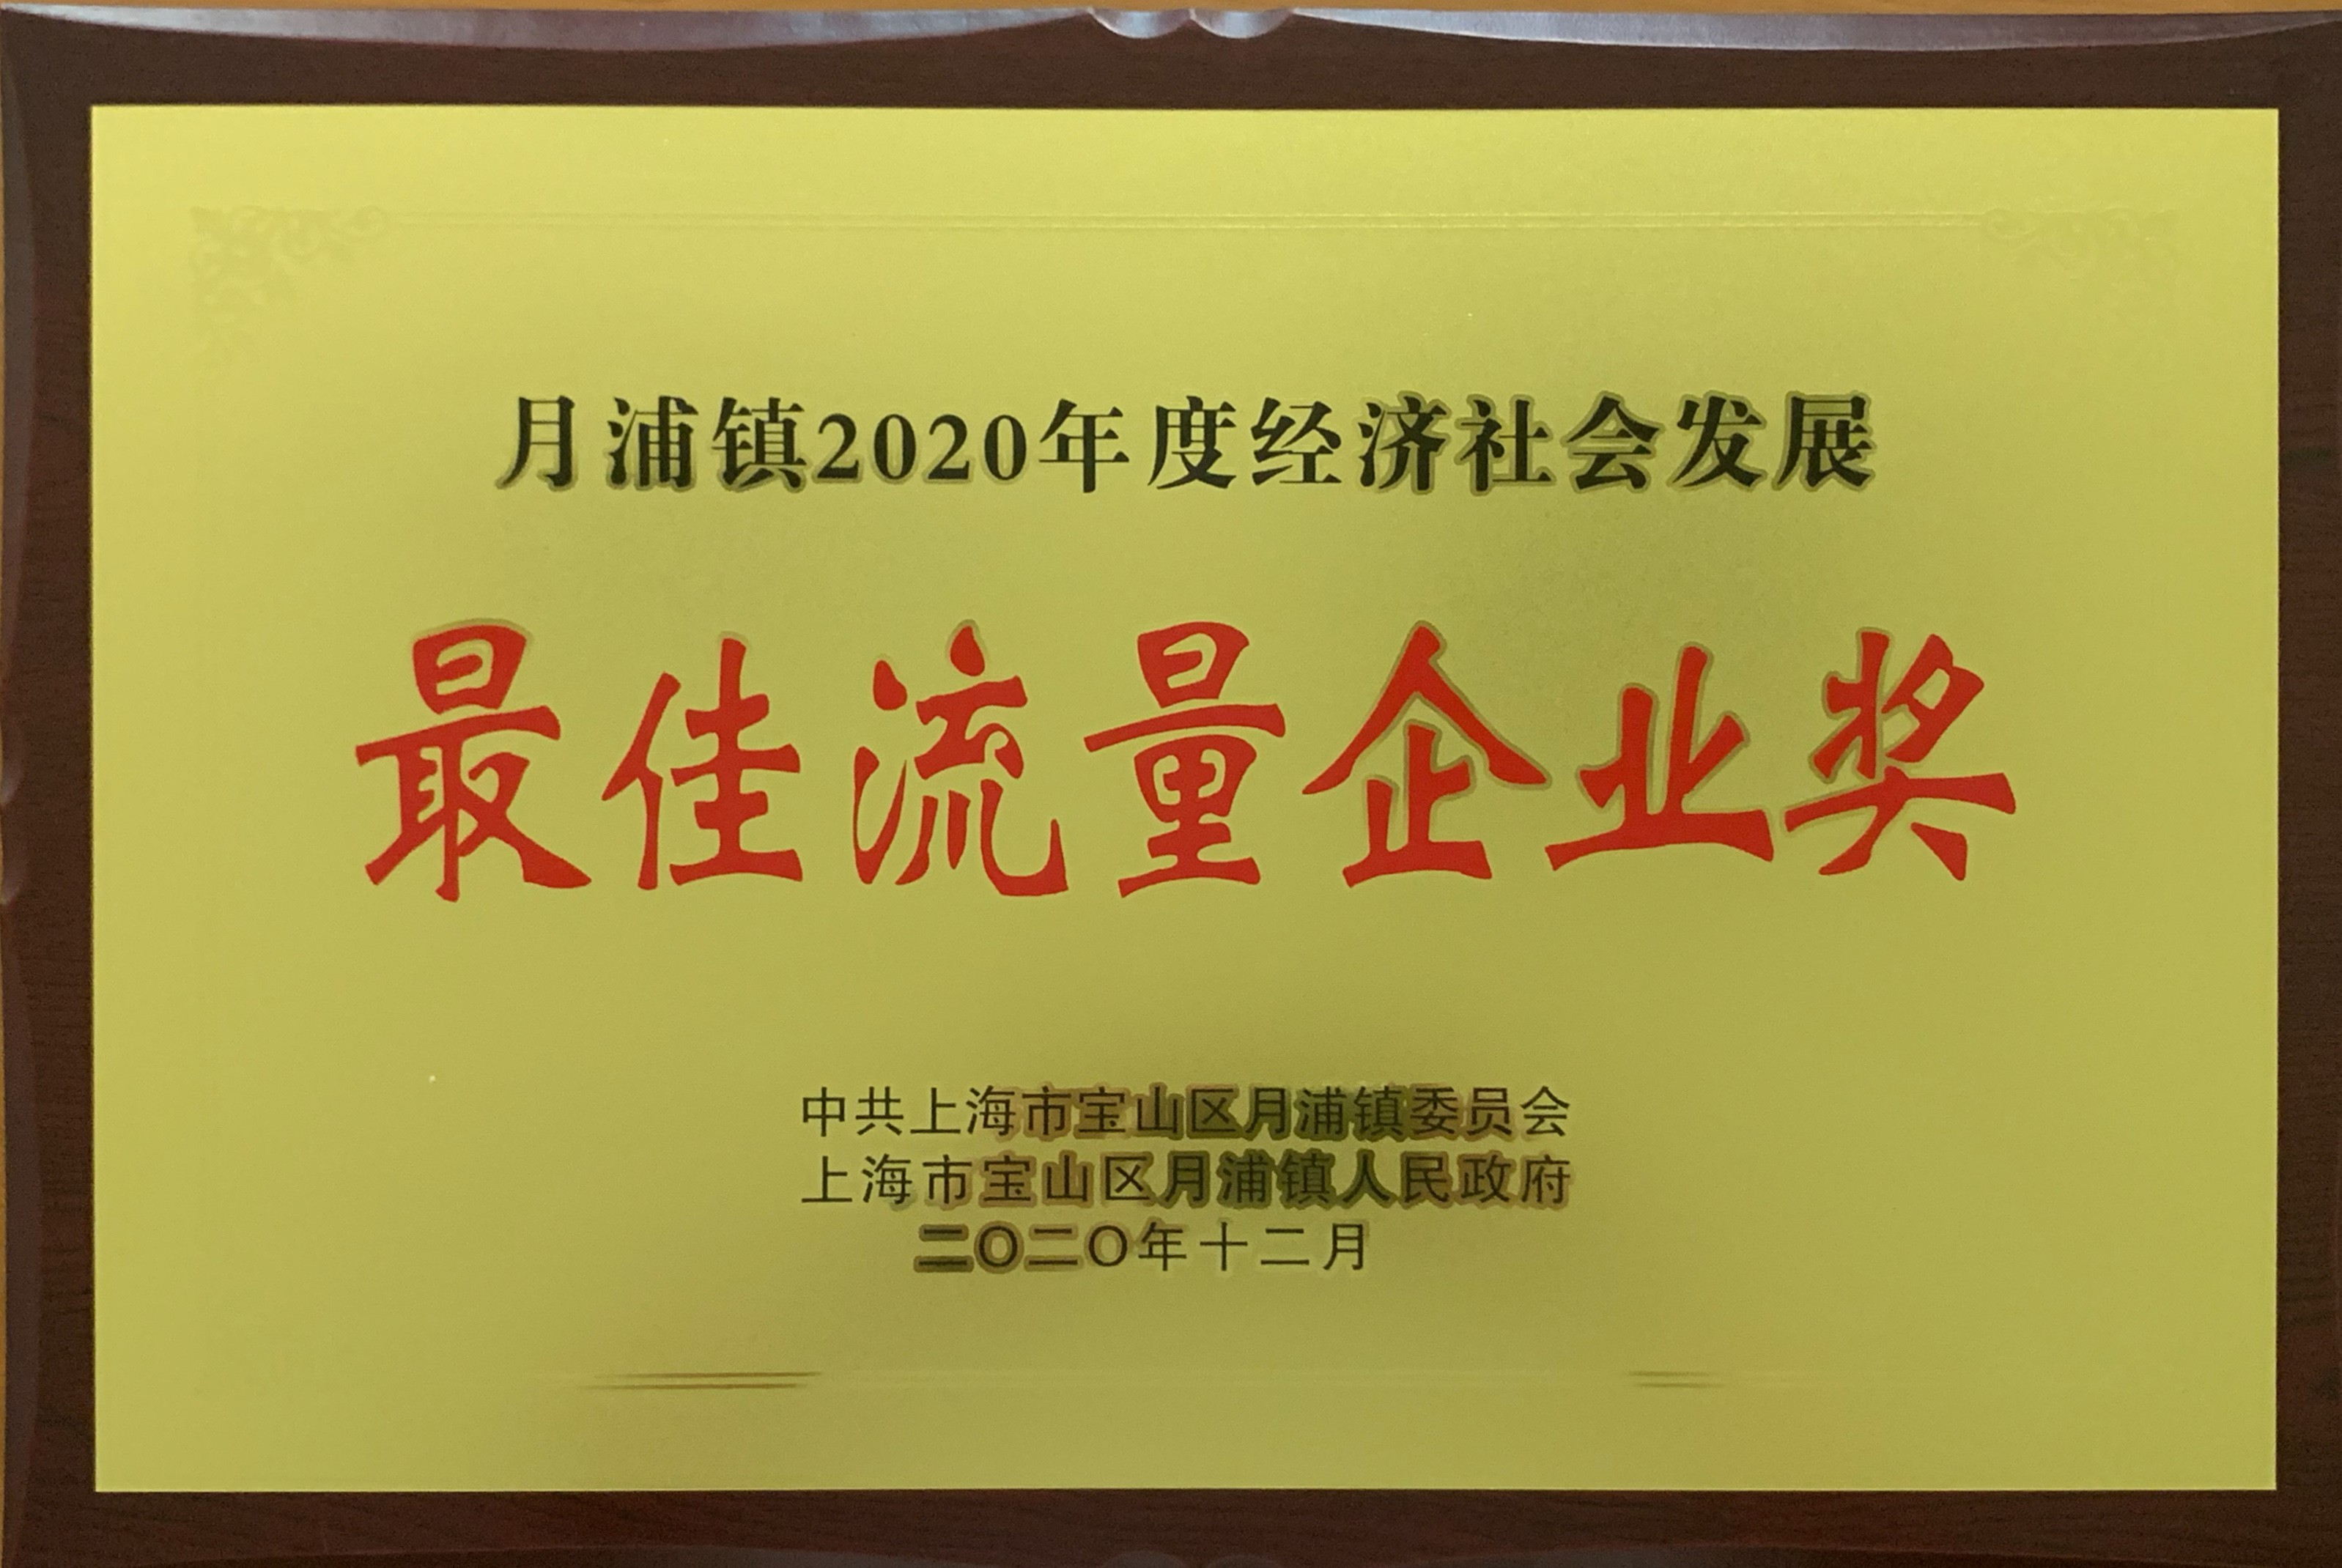 月浦镇2020年度经济社会发展
最佳流量企业奖
中共上海市宝山区月浦镇委员会
上海市宝山区月浦镇人民政府
二〇二〇年十二月